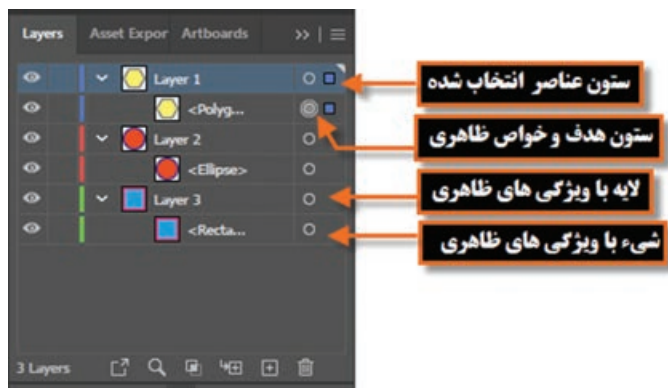 Layers Asset Expor Artboards
Layer 1
<Polyg...
Layer 2
<Ellipse>
Layer 3
<Recta...
3 Layers
ستون عناصر انتخاب شده
ستون هدف و خواص ظاهری
لایه با ویژگی های ظاهری
شیء با ویژگی های ظاهری